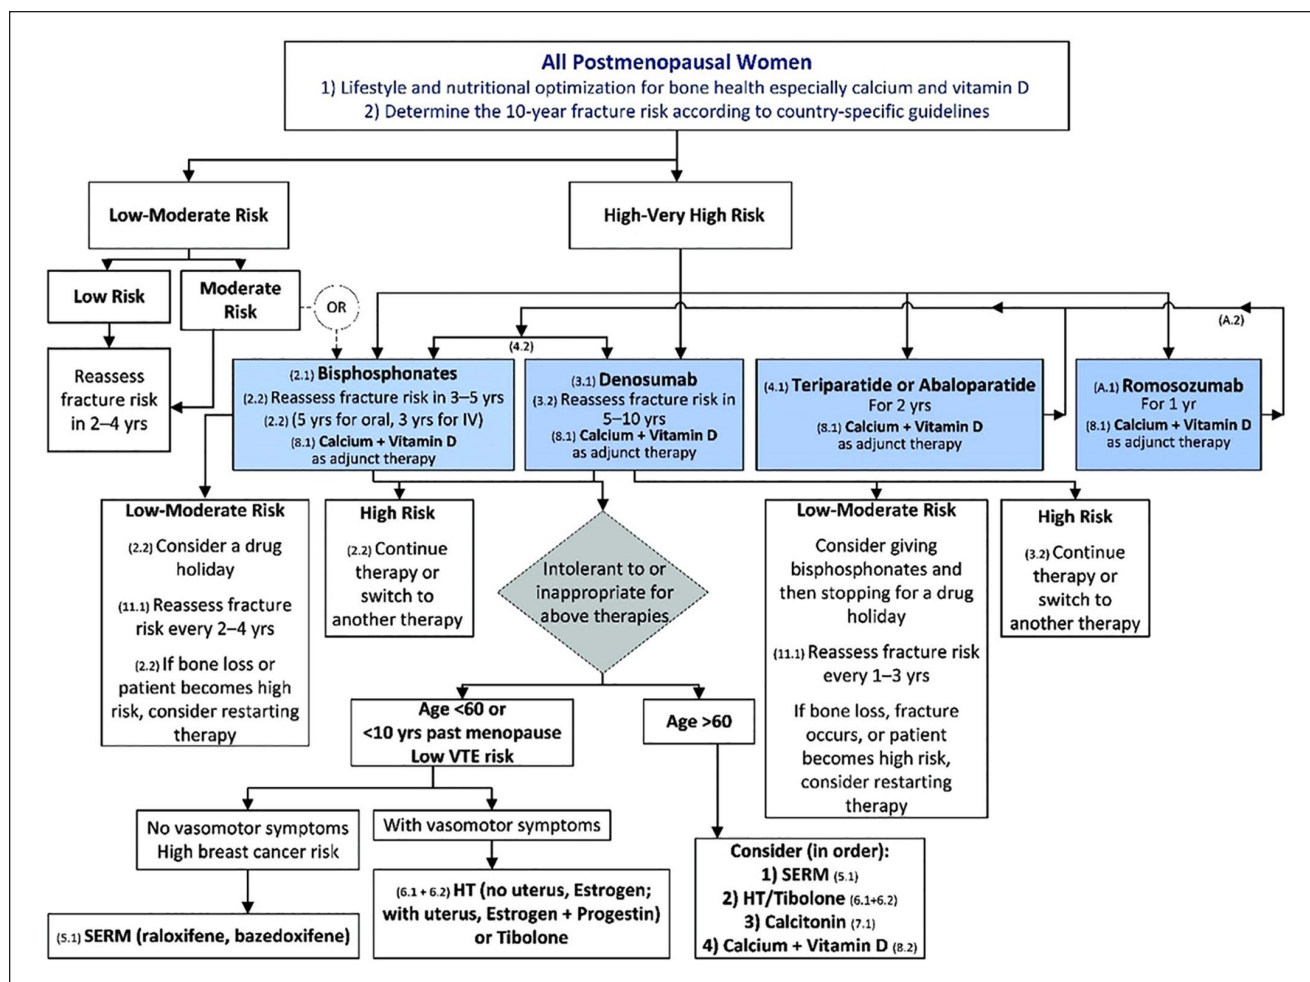 All Postmenopausal Women
1) Lifestyle and nutritional optimization for bone health especially calcium and vitamin D
2) Determine the 10-year fracture risk according to country-specific guidelines
Low-Moderate Risk
High-Very High Risk
Low Risk
Moderate
Risk
OR
(A.2)
(4.2)
Reassess
fracture risk
in 2–4 yrs
(2.1) Bisphosphonates
(2.2) Reassess fracture risk in 3–5 yrs
(2.2) (5 yrs for oral, 3 yrs for IV)
(8.1) Calcium + Vitamin D
as adjunct therapy
(3.1) Denosumab
(3.2) Reassess fracture risk in
5–10 yrs
(8.1) Calcium + Vitamin D
as adjunct therapy
(4.1) Teriparatide or Abaloparatide
For 2 yrs
(8.1) Calcium + Vitamin D
as adjunct therapy
(A.1) Romosozumab
For 1 yr
(8.1) Calcium + Vitamin D
as adjunct therapy
Low-Moderate Risk
(2.2) Consider a drug
holiday
(11.1) Reassess fracture
risk every 2–4 yrs
(2.2) If bone loss or
patient becomes high
risk, consider restarting
therapy
High Risk
(2.2) Continue
therapy or
switch to
another therapy
Intolerant to or
inappropriate for
above therapies
Low-Moderate Risk
Consider giving
bisphosphonates and
then stopping for a drug
holiday
(11.1) Reassess fracture risk
every 1–3 yrs
If bone loss, fracture
occurs, or patient
becomes high risk,
consider restarting
therapy
High Risk
(3.2) Continue
therapy or
switch to
another therapy
Age <60 or
<10 yrs past menopause
Low VTE risk
Age >60
No vasomotor symptoms
High breast cancer risk
With vasomotor symptoms
(5.1) SERM (raloxifene, bazedoxifene)
(6.1 + 6.2) HT (no uterus, Estrogen;
with uterus, Estrogen + Progestin)
or Tibolone
Consider (in order):
1) SERM (5.1)
2) HT/Tibolone (6.1+6.2)
3) Calcitonin (7.1)
4) Calcium + Vitamin D (8.2)